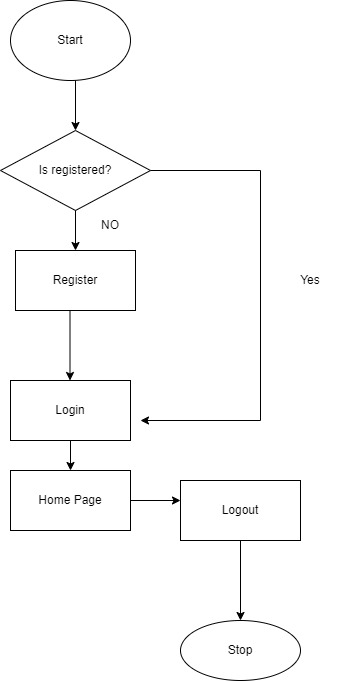 Start
Is registered?
NO
Register
Yes
Login
Home Page
Logout
Stop